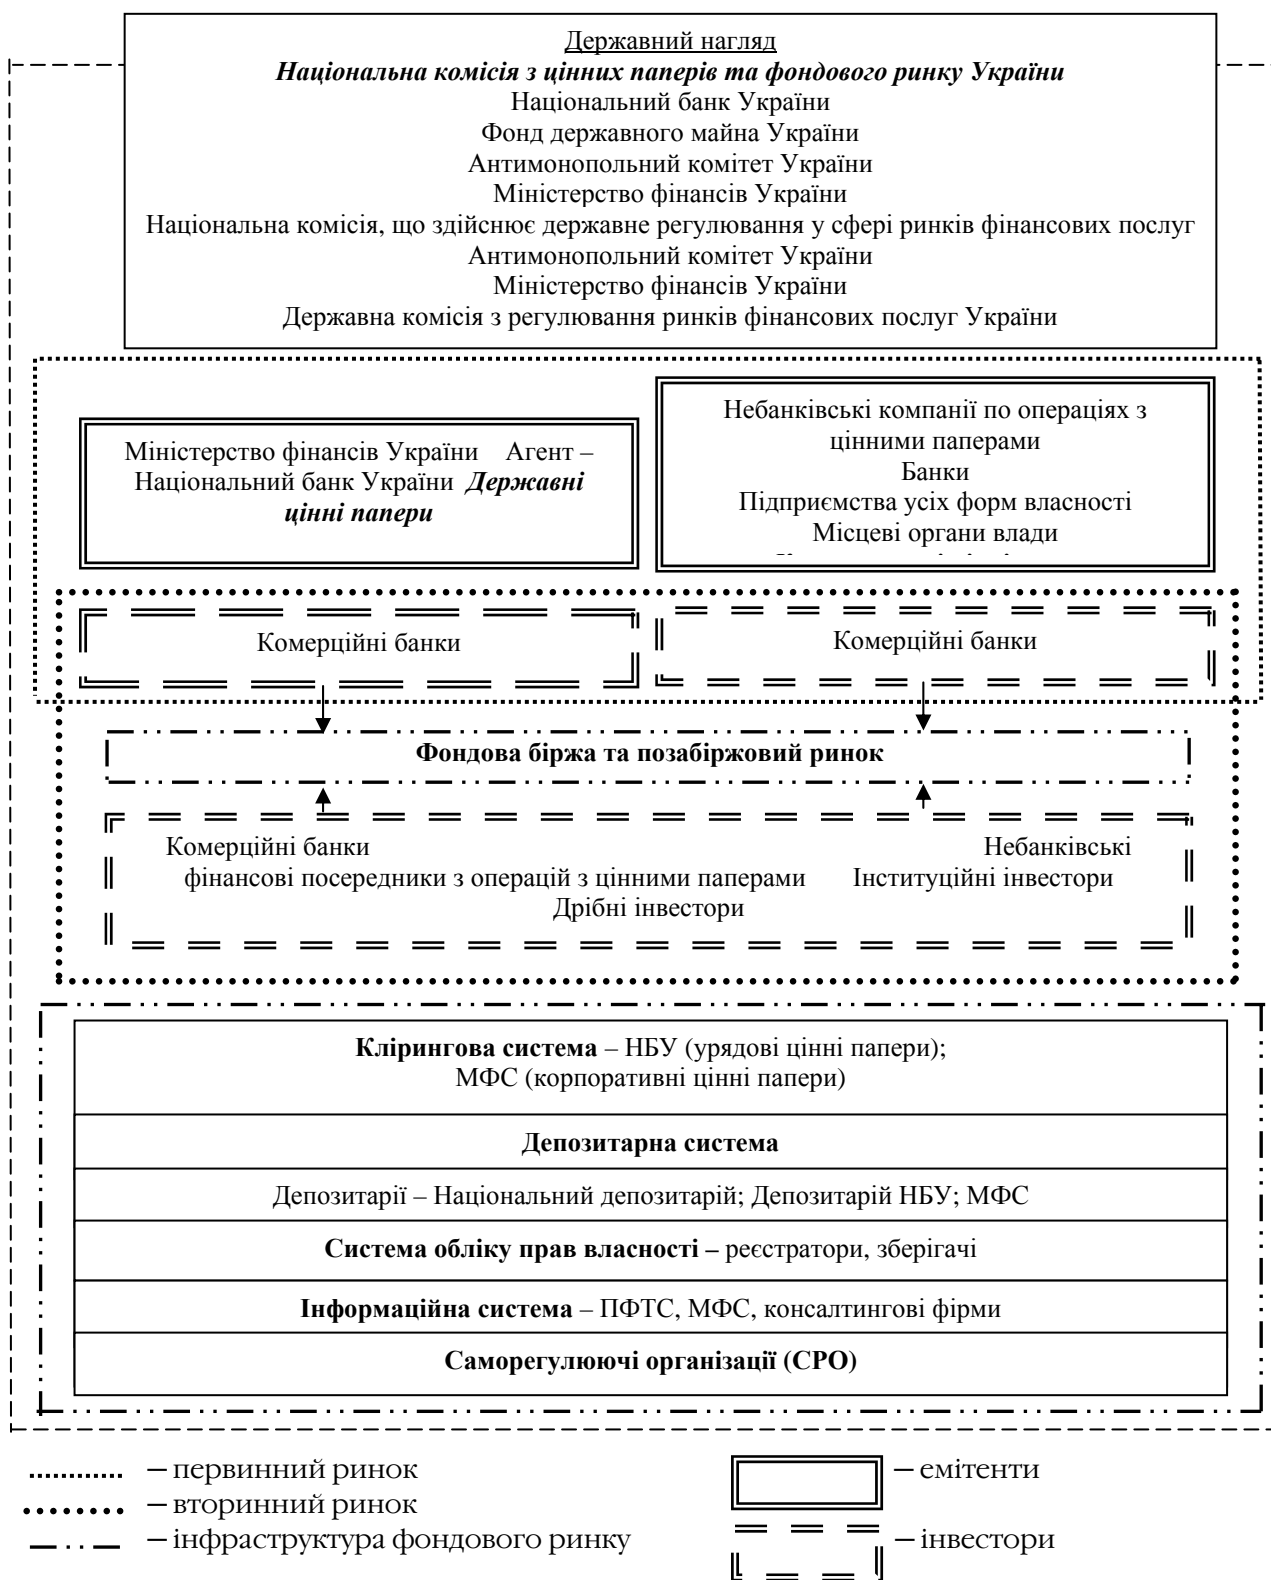 Державний нагляд
Національна комісія з цінних паперів та фондового ринку України
Національний банк України
Фонд державного майна України
Антимонопольний комітет України
Міністерство фінансів України
Національна комісія, що здійснює державне регулювання у сфері ринків фінансових послуг
Антимонопольний комітет України
Міністерство фінансів України
Державна комісія з регулювання ринків фінансових послуг України
Міністерство фінансів України Агент –
Національний банк України Державні
цінні папери
Небанківські компанії по операціях з
цінними паперами
Банки
Підприємства усіх форм власності
Місцеві органи влади
Комерційні банки
Комерційні банки
Фондова біржа та позабіржовий ринок
Комерційні банки Небанківські
фінансові посередники з операцій з цінними паперами Інституційні інвестори
Дрібні інвестори
Клірингова система – НБУ (урядові цінні папери);
МФС (корпоративні цінні папери)
Депозитарна система
Депозитарії – Національний депозитарій; Депозитарій НБУ; МФС
Система обліку прав власності – реєстратори, зберігачі
Інформаційна система – ПФТС, МФС, консалтингові фірми
Саморегулюючі організації (СРО)
– первинний ринок
– вторинний ринок
– інфраструктура фондового ринку
– емітенти
– інвестори